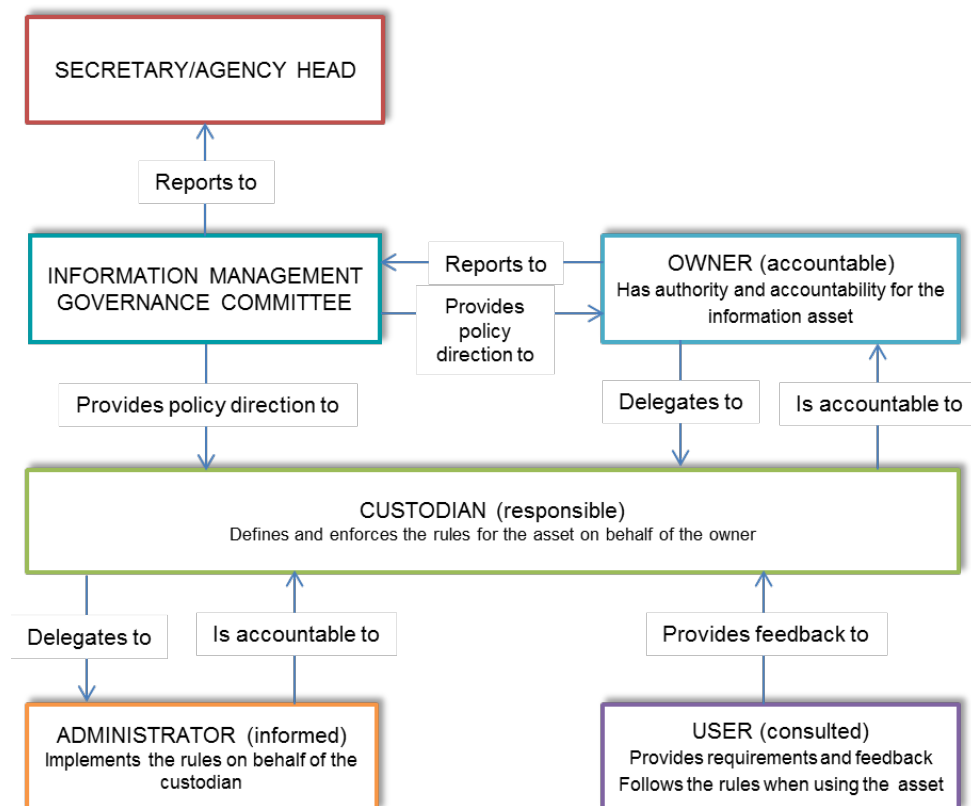 SECRETARY/AGENCY HEAD
Reports to
INFORMATION MANAGEMENT
GOVERNANCE COMMITTEE
Reports to
Provides
policy
direction to
OWNER (accountable)
Has authority and accountability for the
information asset
Provides policy direction to
Delegates to
Is accountable to
CUSTODIAN (responsible)
Defines and enforces the rules for the asset on behalf of the owner
Delegates to
Is accountable to
Provides feedback to
ADMINISTRATOR (informed)
Implements the rules on behalf of the
custodian
USER (consulted)
Provides requirements and feedback
Follows the rules when using the asset